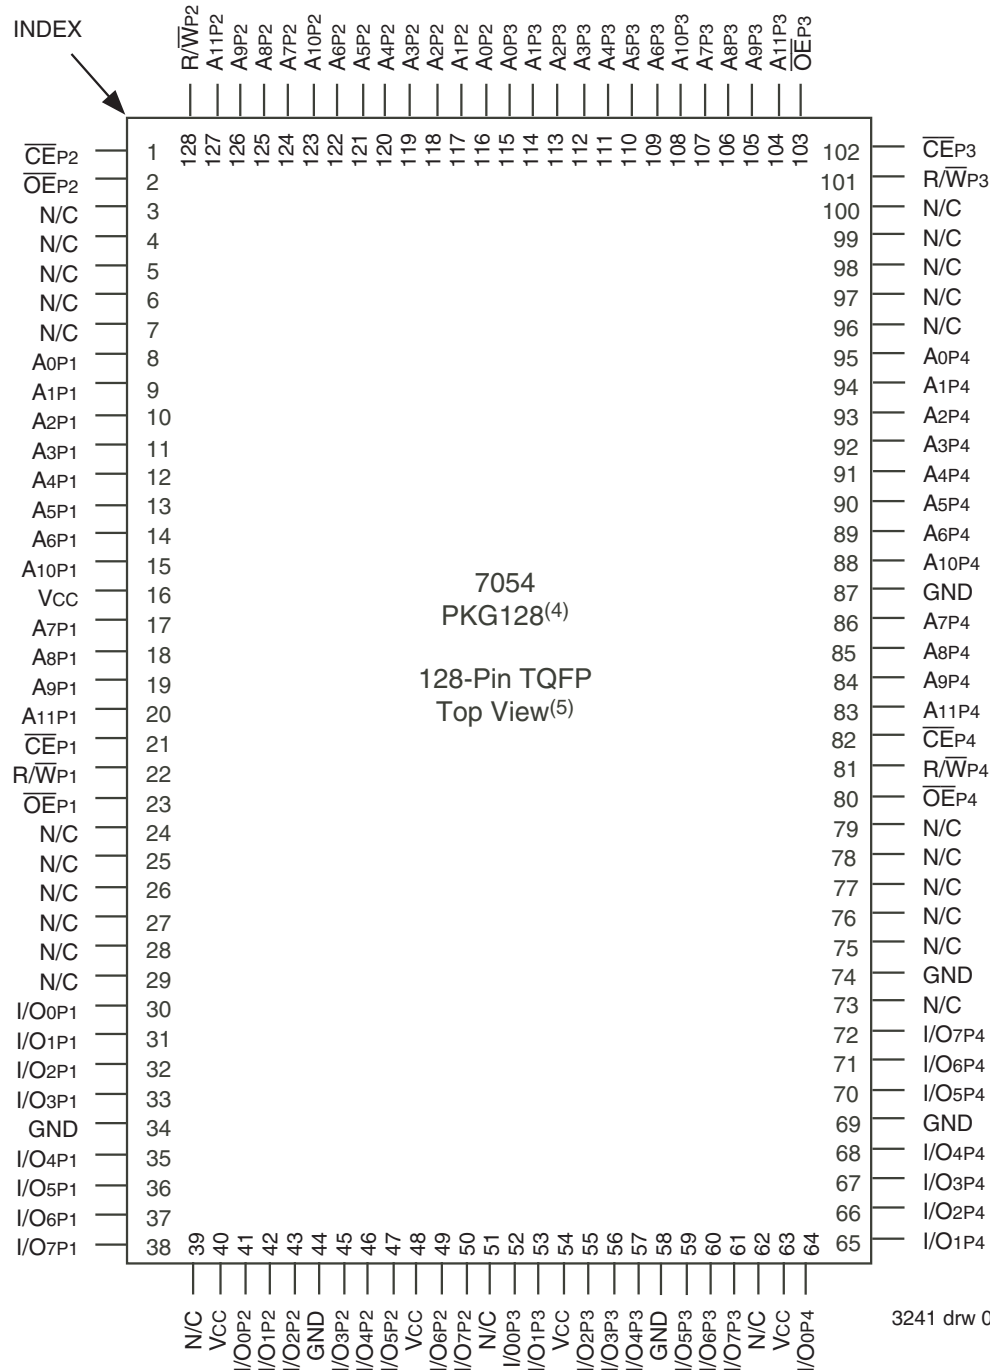 INDEX
R/W̅P2 A11P2 A9P2 A8P2 A7P2 A10P2 A6P2 A5P2 A4P2 A3P2 A2P2 A1P2 A0P2 A0P3 A1P3 A2P3 A3P3 A4P3 A5P3 A6P3 A10P3 A7P3 A8P3 A9P3 A11P3 O̅E̅P3
128 127 126 125 124 123 122 121 120 119 118 117 116 115 114 113 112 111 110 109 108 107 106 105 104 103
C̅E̅P2 1 102 C̅E̅P3
O̅E̅P2 2 101 R/W̅P3
N/C 3 100 N/C
N/C 4 99 N/C
N/C 5 98 N/C
N/C 6 97 N/C
N/C 7 96 N/C
A0P1 8 95 A0P4
A1P1 9 94 A1P4
A2P1 10 93 A2P4
A3P1 11 92 A3P4
A4P1 12 91 A4P4
A5P1 13 90 A5P4
A6P1 14 89 A6P4
A10P1 15 88 A10P4
VCC 16 87 GND
A7P1 17 86 A7P4
A8P1 18 85 A8P4
A9P1 19 84 A9P4
A11P1 20 83 A11P4
C̅E̅P1 21 82 C̅E̅P4
R/W̅P1 22 81 R/W̅P4
O̅E̅P1 23 80 O̅E̅P4
N/C 24 79 N/C
N/C 25 78 N/C
N/C 26 77 N/C
N/C 27 76 N/C
N/C 28 75 N/C
N/C 29 74 GND
I/O0P1 30 73 N/C
I/O1P1 31 72 I/O7P4
I/O2P1 32 71 I/O6P4
I/O3P1 33 70 I/O5P4
GND 34 69 GND
I/O4P1 35 68 I/O4P4
I/O5P1 36 67 I/O3P4
I/O6P1 37 66 I/O2P4
I/O7P1 38 65 I/O1P4
7054
PKG128(4)
128-Pin TQFP
Top View(5)
39 40 41 42 43 44 45 46 47 48 49 50 51 52 53 54 55 56 57 58 59 60 61 62 63 64
N/C VCC I/O0P2 I/O1P2 I/O2P2 GND I/O3P2 I/O4P2 I/O5P2 VCC I/O6P2 I/O7P2 N/C I/00P3 I/O1P3 VCC I/O2P3 I/O3P3 I/O4P3 GND I/O5P3 I/O6P3 I/O7P3 N/C VCC I/O0P4
3241 drw 0